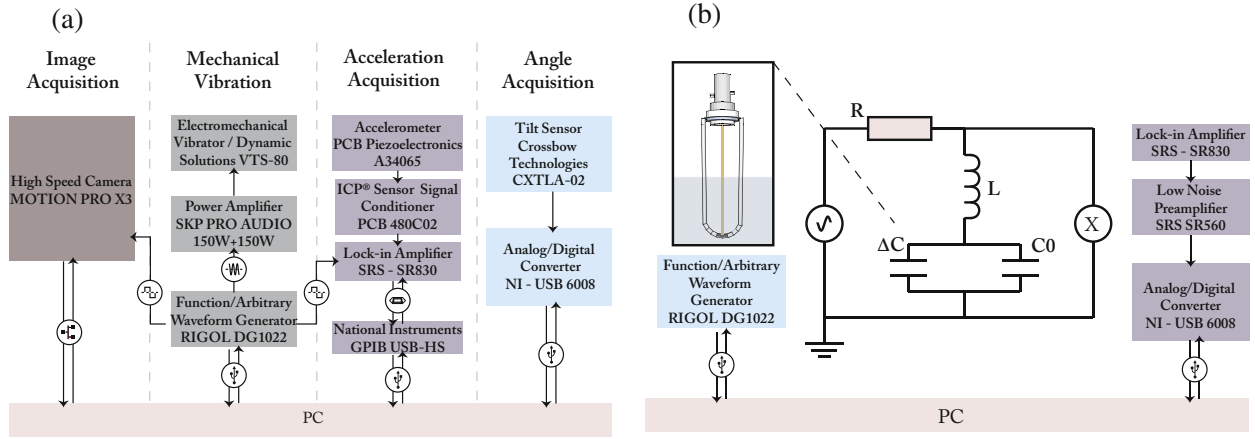 (a)
Image
Acquisition
Mechanical
Vibration
Acceleration
Acquisition
Angle
Acquisition
High Speed Camera
MOTION PRO X3
Electromechanical
Vibrator / Dynamic
Solutions VTS-80
Power Amplifier
SKP PRO AUDIO
150W+150W
Function/Arbitrary
Waveform Generator
RIGOL DG1022
Accelerometer
PCB Piezoelectronics
A34065
ICP® Sensor Signal
Conditioner
PCB 480C02
Lock-in Amplifier
SRS - SR830
National Instruments
GPIB USB-HS
Tilt Sensor
Crossbow
Technologies
CXTLA-02
Analog/Digital
Converter
NI - USB 6008
PC
(b)
Function/Arbitrary
Waveform
Generator
RIGOL DG1022
R
L
ΔC
C0
X
Lock-in Amplifier
SRS - SR830
Low Noise
Preamplifier
SRS SR560
Analog/Digital
Converter
NI - USB 6008
PC